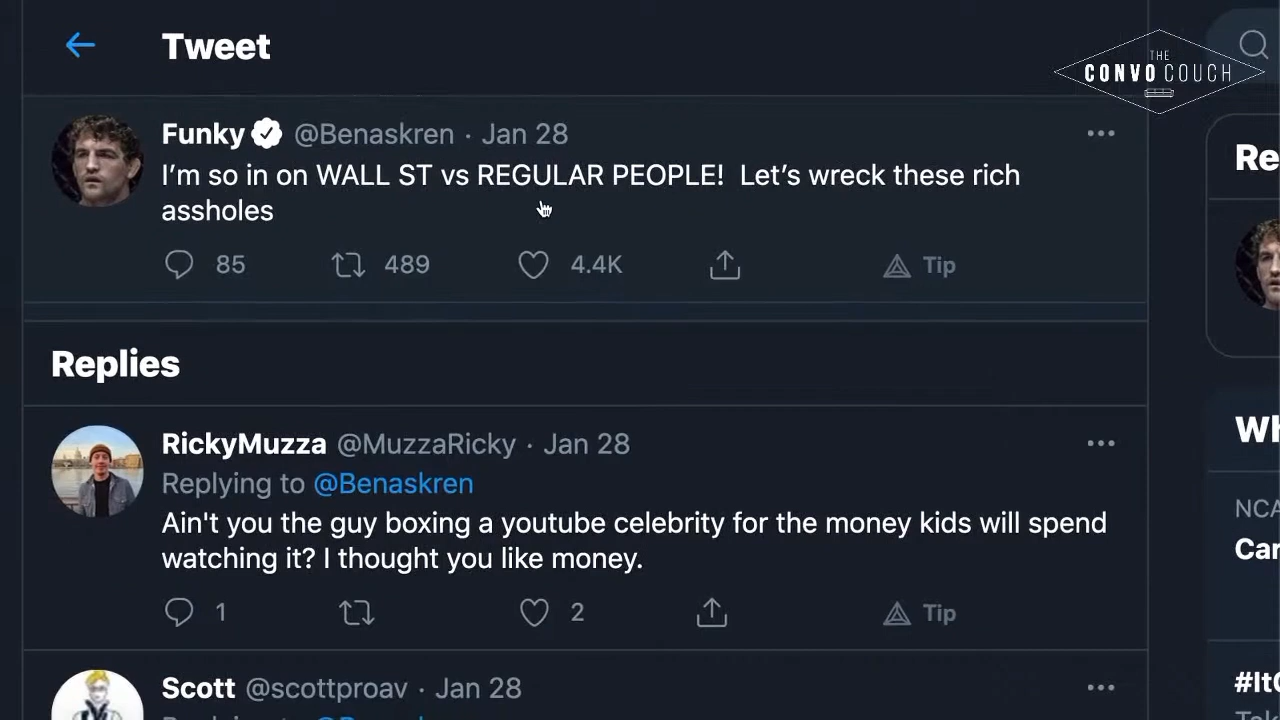 Tweet
THE
CONVO COUCH
Funky @Benaskren · Jan 28
I'm so in on WALL ST vs REGULAR PEOPLE!  Let's wreck these rich
assholes
85 489 4.4K Tip
Replies
RickyMuzza @MuzzaRicky · Jan 28
Replying to @Benaskren
Ain't you the guy boxing a youtube celebrity for the money kids will spend
watching it? I thought you like money.
1 2 Tip
Scott @scottproav · Jan 28
Re
Wh
NCA
Car